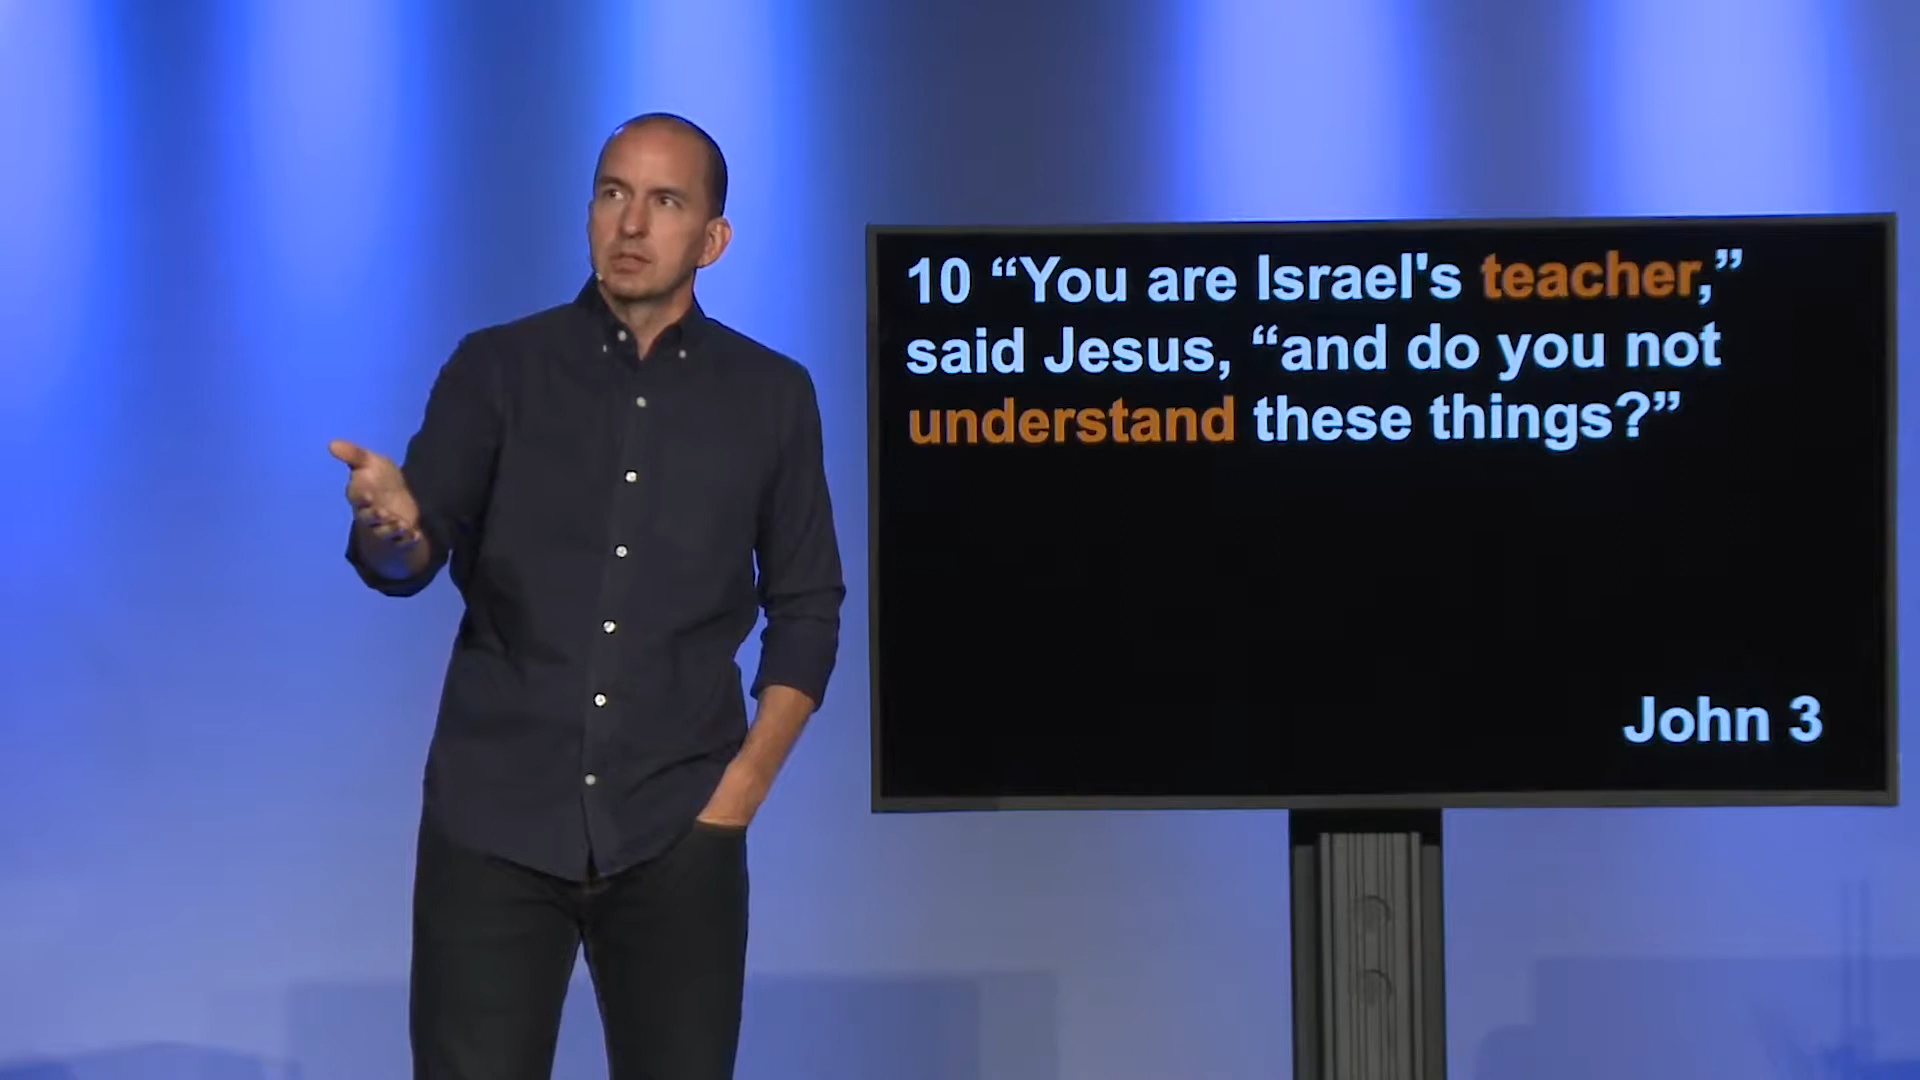 10 “You are Israel's teacher,”
said Jesus, “and do you not
understand these things?”
John 3